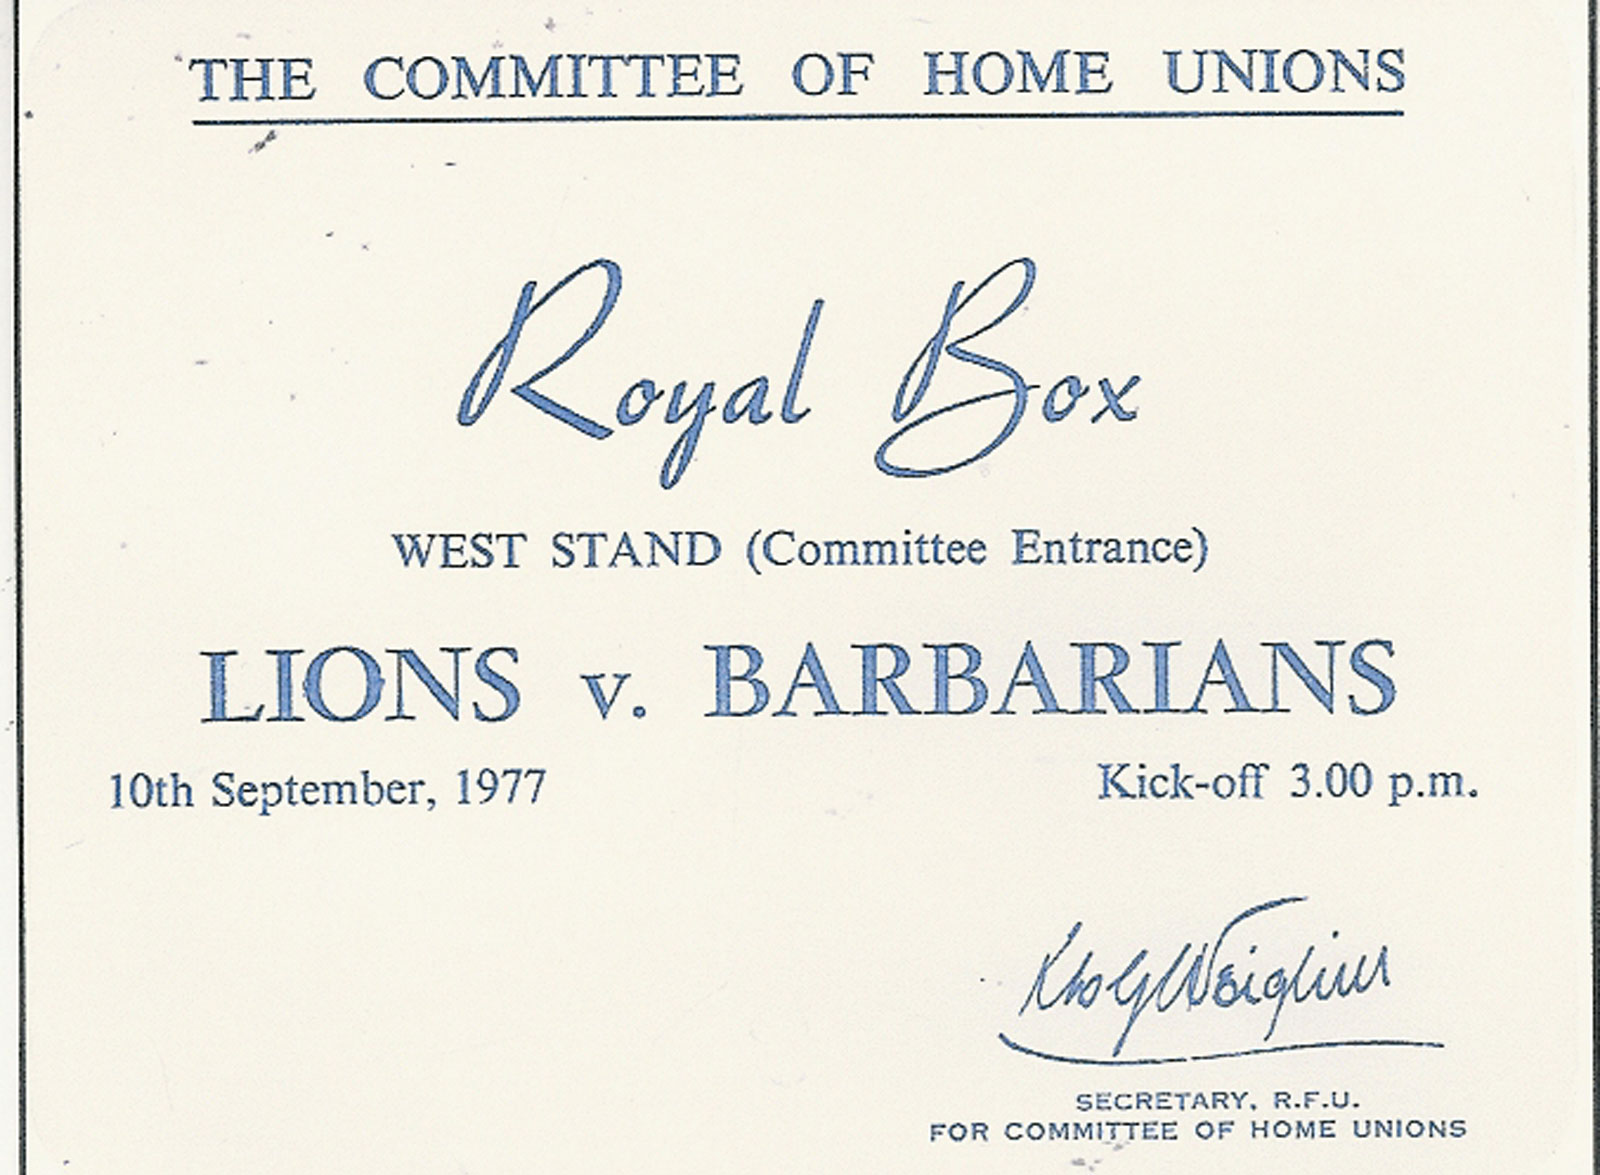 THE COMMITTEE OF HOME UNIONS
Royal Box
WEST STAND (Committee Entrance)
LIONS v. BARBARIANS
10th September, 1977 Kick-off 3.00 p.m.
SECRETARY, R.F.U.
FOR COMMITTEE OF HOME UNIONS